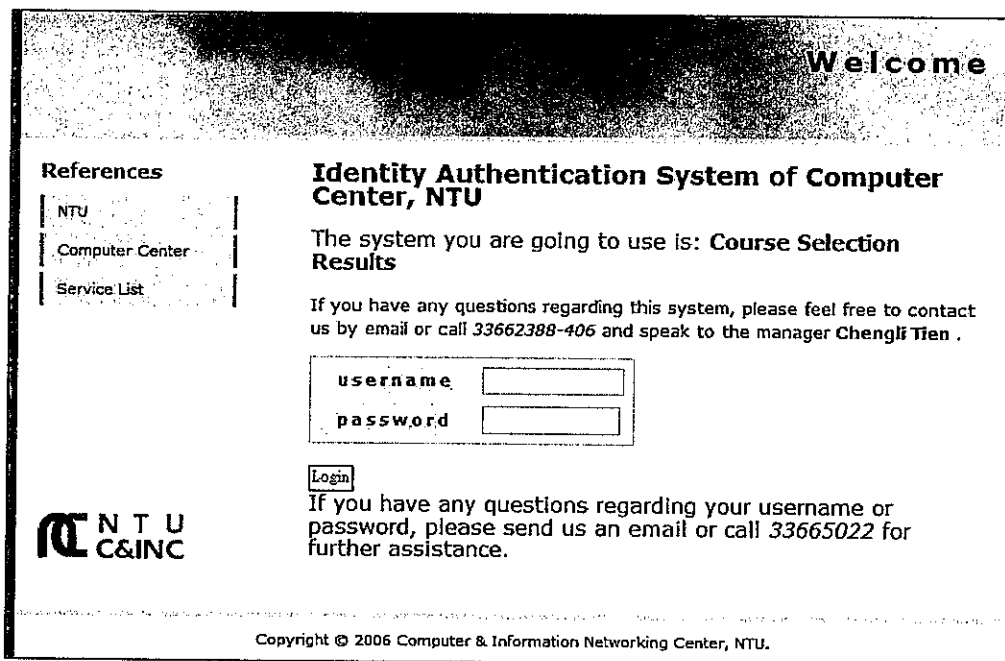 Welcome
References
NTU
Computer Center
Service List
Identity Authentication System of Computer
Center, NTU
The system you are going to use is: Course Selection
Results
If you have any questions regarding this system, please feel free to contact
us by email or call 33662388-406 and speak to the manager Chengli Tien .
username
password
Login
If you have any questions regarding your username or
password, please send us an email or call 33665022 for
further assistance.
NTU
C&INC
Copyright © 2006 Computer & Information Networking Center, NTU.